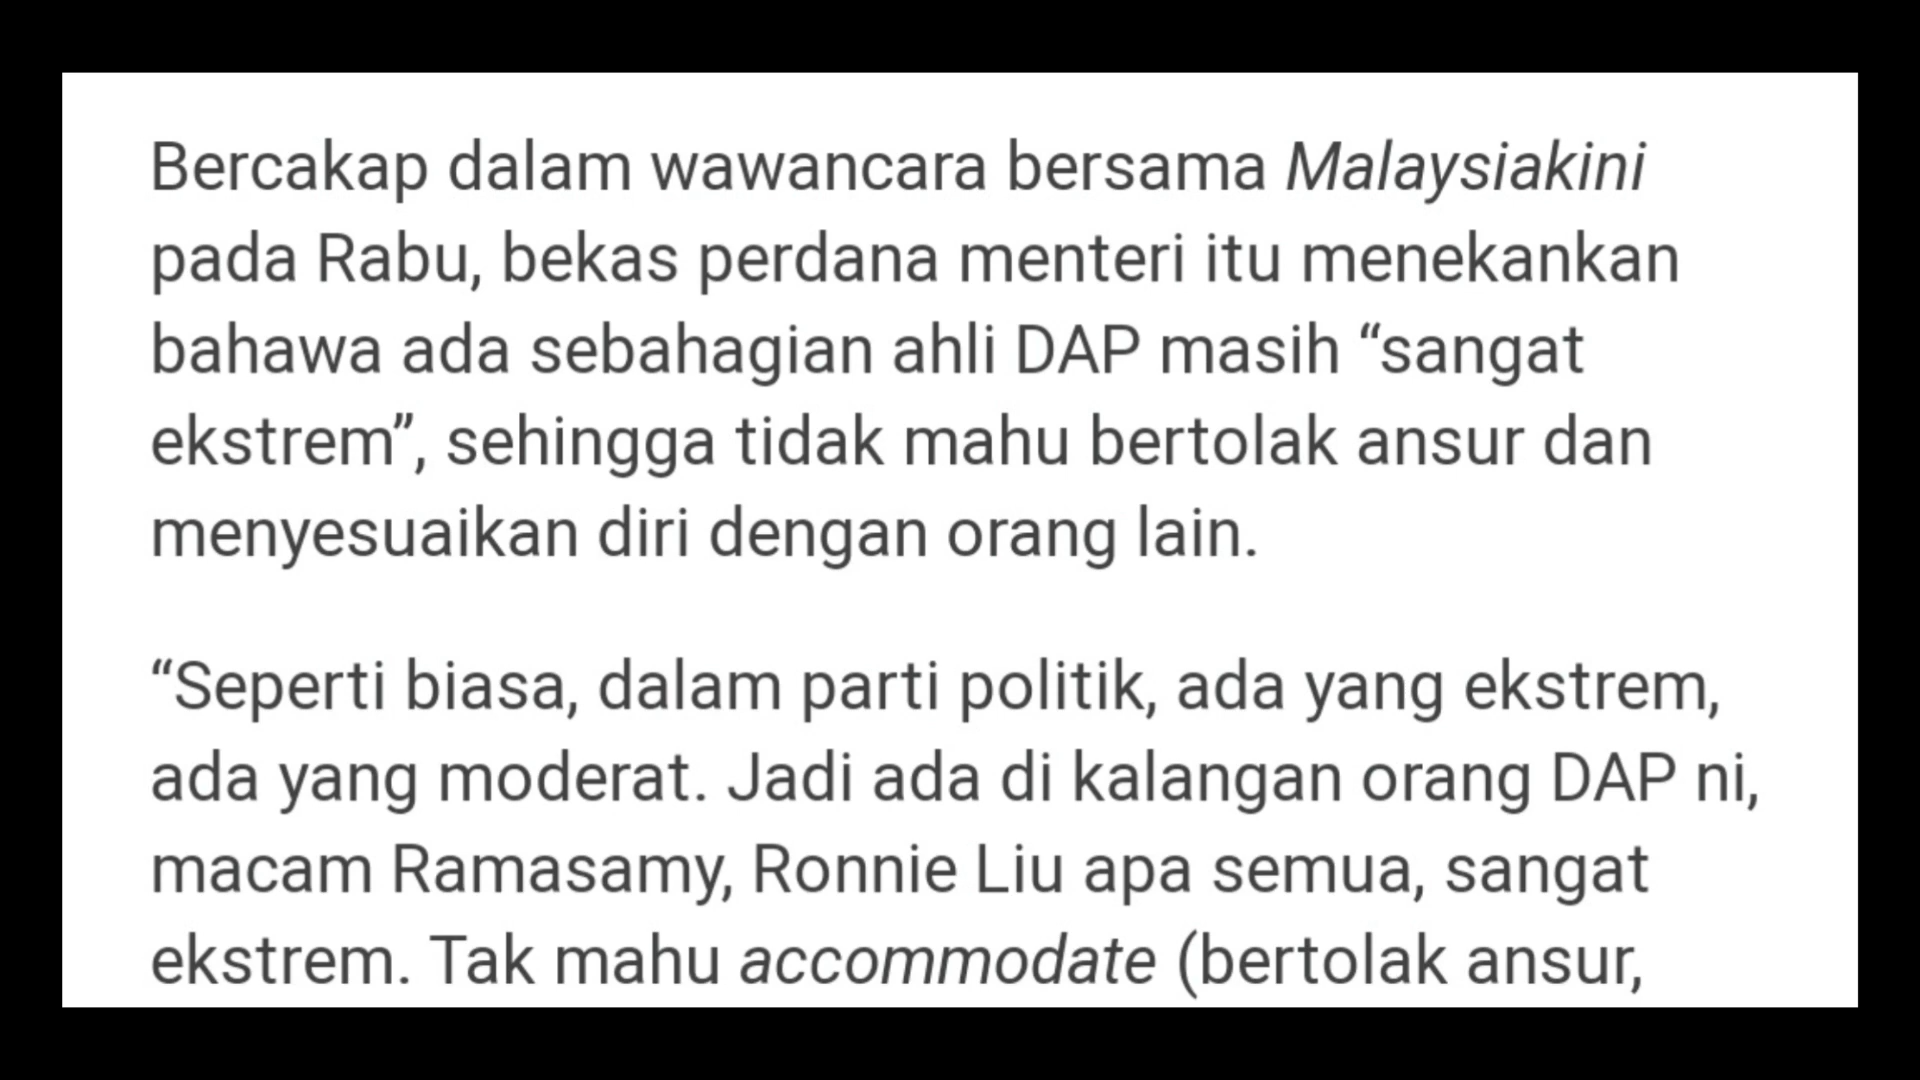 Bercakap dalam wawancara bersama Malaysiakini
pada Rabu, bekas perdana menteri itu menekankan
bahawa ada sebahagian ahli DAP masih “sangat
ekstrem”, sehingga tidak mahu bertolak ansur dan
menyesuaikan diri dengan orang lain.
“Seperti biasa, dalam parti politik, ada yang ekstrem,
ada yang moderat. Jadi ada di kalangan orang DAP ni,
macam Ramasamy, Ronnie Liu apa semua, sangat
ekstrem. Tak mahu accommodate (bertolak ansur,